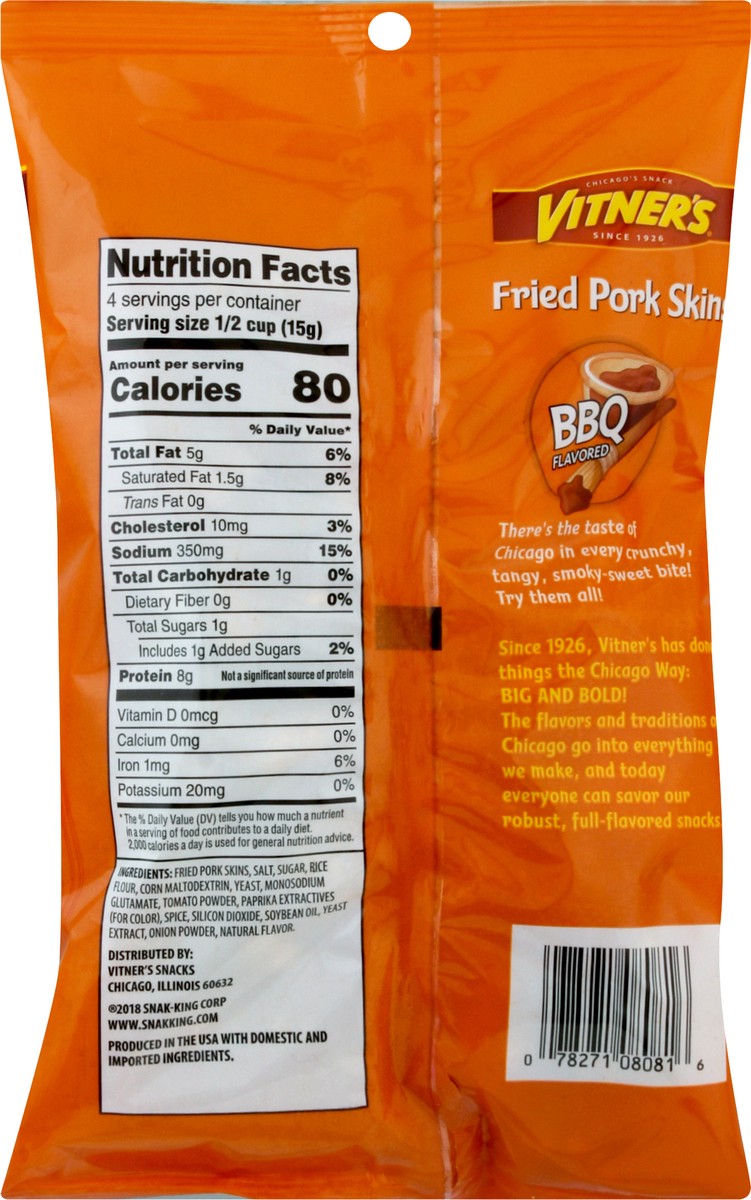 Nutrition Facts
4 servings per container
Serving size 1/2 cup (15g)
Amount per serving
Calories 80
% Daily Value*
Total Fat 5g 6%
Saturated Fat 1.5g 8%
Trans Fat 0g
Cholesterol 10mg 3%
Sodium 350mg 15%
Total Carbohydrate 1g 0%
Dietary Fiber 0g 0%
Total Sugars 1g
Includes 1g Added Sugars 2%
Protein 8g Not a significant source of protein
Vitamin D 0mcg 0%
Calcium 0mg 0%
Iron 1mg 6%
Potassium 20mg 0%
*The % Daily Value (DV) tells you how much a nutrient
in a serving of food contributes to a daily diet.
2,000 calories a day is used for general nutrition advice.
INGREDIENTS: FRIED PORK SKINS, SALT, SUGAR, RICE
FLOUR, CORN MALTODEXTRIN, YEAST, MONOSODIUM
GLUTAMATE, TOMATO POWDER, PAPRIKA EXTRACTIVES
(FOR COLOR), SPICE, SILICON DIOXIDE, SOYBEAN OIL, YEAST
EXTRACT, ONION POWDER, NATURAL FLAVOR.
DISTRIBUTED BY:
VITNER'S SNACKS
CHICAGO, ILLINOIS 60632
©2018 SNAK-KING CORP
WWW.SNAKKING.COM
PRODUCED IN THE USA WITH DOMESTIC AND
IMPORTED INGREDIENTS.
CHICAGO'S SNACK
VITNER'S®
SINCE 1926
Fried Pork Skins
BBQ
FLAVORED
There's the taste of
Chicago in every crunchy,
tangy, smoky-sweet bite!
Try them all!
Since 1926, Vitner's has done
things the Chicago Way:
BIG AND BOLD!
The flavors and traditions o
Chicago go into everything
we make, and today
everyone can savor our
robust, full-flavored snacks
0 78271 08081 6